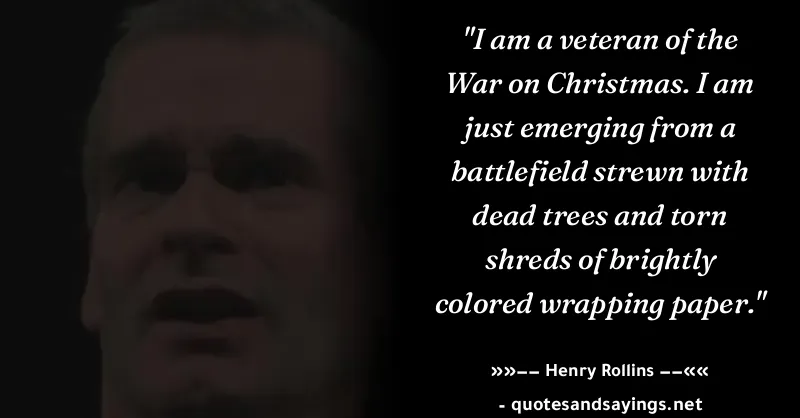 "I am a veteran of the
War on Christmas. I am
just emerging from a
battlefield strewn with
dead trees and torn
shreds of brightly
colored wrapping paper."
»»−− Henry Rollins −−««
- quotesandsayings.net